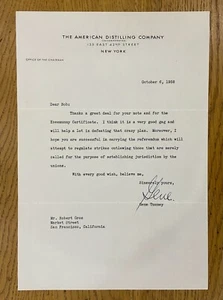 THE AMERICAN DISTILLING COMPANY
150 EAST 42ND STREET
NEW YORK
OFFICE OF THE CHAIRMAN
October 6, 1938
Dear Bob:
Thanks a great deal for your note and for the
Economy Certificate. I think it is a very good gag and
will help a lot in defeating that crazy plan. Moreover, I
hope you are successful in carrying the referendum which will
attempt to regulate strikes outlawing those that are merely
called for the purpose of establishing jurisdiction by the
unions.
With every good wish, believe me,
Sincerely yours,
Gene.
Gene Tunney
Mr. Robert Gros
Market Street
San Francisco, California